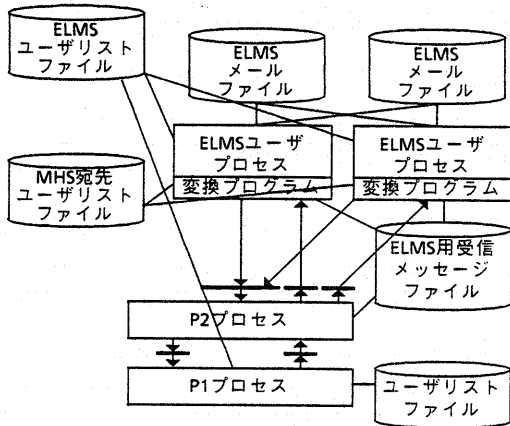 ELMS
ユーザリスト
ファイル
ELMS
メール
ファイル
ELMS
メール
ファイル
ELMSユーザ
プロセス
変換プログラム
ELMSユーザ
プロセス
変換プログラム
MHS宛先
ユーザリスト
ファイル
ELMS用受信
メッセージ
ファイル
P2プロセス
P1プロセス
ユーザリスト
ファイル